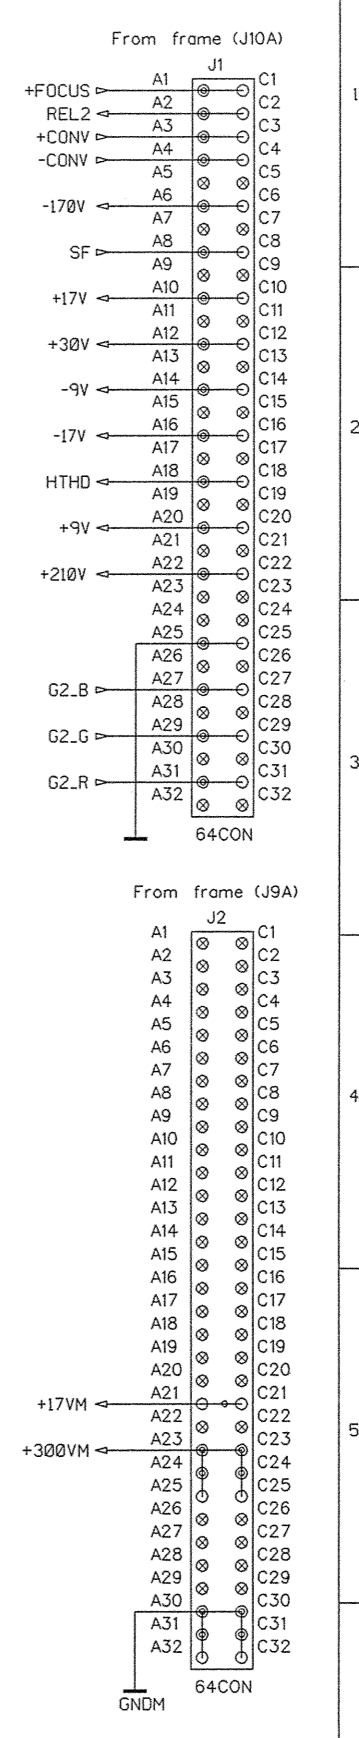 From frame (J10A)
J1
A1 C1
+FOCUS
A2 C2
REL2
A3 C3
+CONV
A4 C4
-CONV
A5 C5
A6 C6
-170V
A7 C7
A8 C8
SF
A9 C9
A10 C10
+17V
A11 C11
A12 C12
+30V
A13 C13
A14 C14
-9V
A15 C15
A16 C16
-17V
A17 C17
A18 C18
HTHD
A19 C19
A20 C20
+9V
A21 C21
A22 C22
+210V
A23 C23
A24 C24
A25 C25
A26 C26
A27 C27
G2_B
A28 C28
A29 C29
G2_G
A30 C30
A31 C31
G2_R
A32 C32
64CON
From frame (J9A)
J2
A1 C1
A2 C2
A3 C3
A4 C4
A5 C5
A6 C6
A7 C7
A8 C8
A9 C9
A10 C10
A11 C11
A12 C12
A13 C13
A14 C14
A15 C15
A16 C16
A17 C17
A18 C18
A19 C19
A20 C20
A21 C21
+17VM
A22 C22
A23 C23
+300VM
A24 C24
A25 C25
A26 C26
A27 C27
A28 C28
A29 C29
A30 C30
A31 C31
A32 C32
64CON
GNDM
1
2
3
4
5